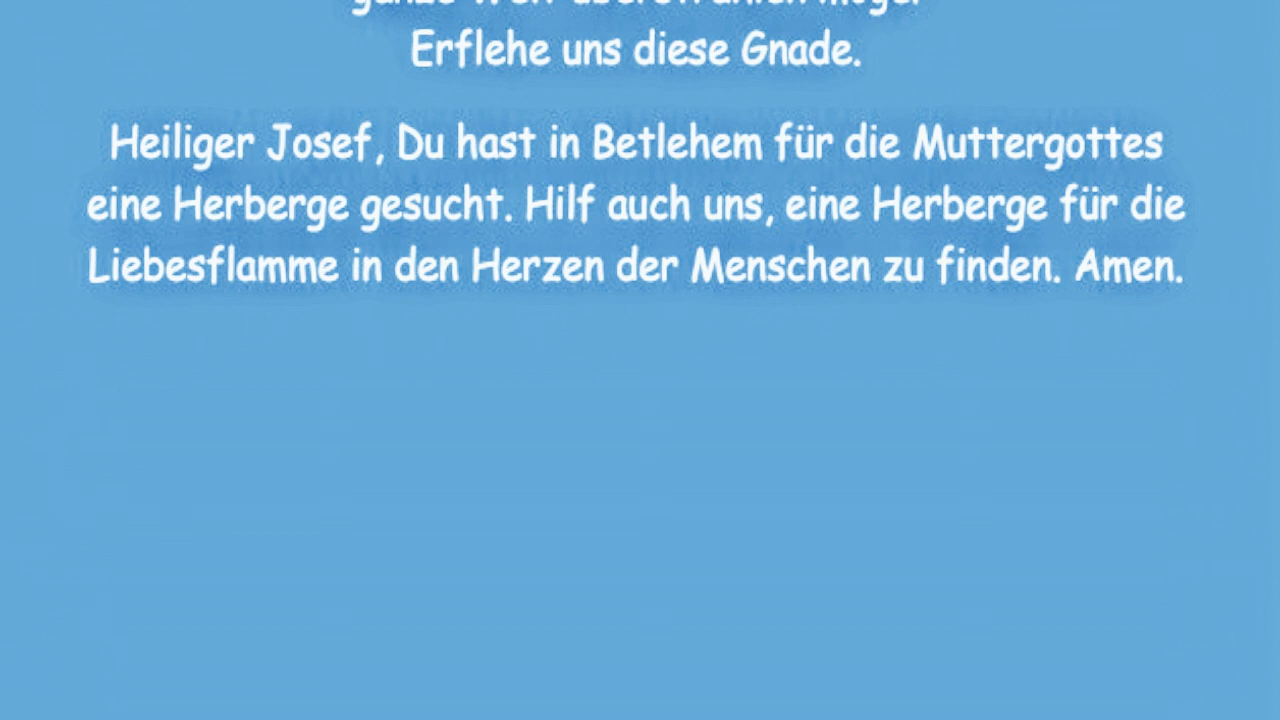 Erflehe uns diese Gnade.
Heiliger Josef, Du hast in Betlehem für die Muttergottes
eine Herberge gesucht. Hilf auch uns, eine Herberge für die
Liebesflamme in den Herzen der Menschen zu finden. Amen.